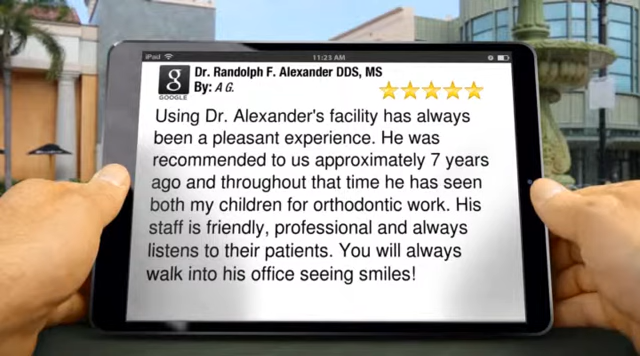 iPad
11:23 AM
g
GOOGLE
Dr. Randolph F. Alexander DDS, MS
By: A G.
Using Dr. Alexander's facility has always
been a pleasant experience. He was
recommended to us approximately 7 years
ago and throughout that time he has seen
both my children for orthodontic work. His
staff is friendly, professional and always
listens to their patients. You will always
walk into his office seeing smiles!